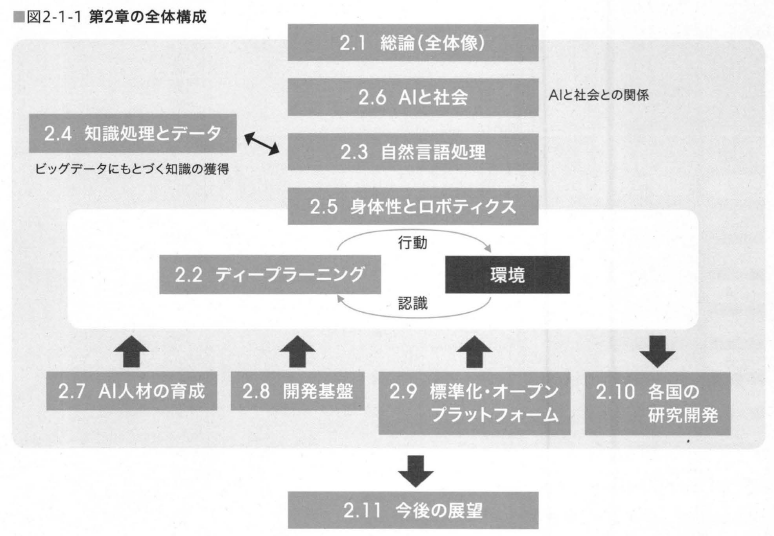 ■図2-1-1 第2章の全体構成
2.1 総論(全体像)
2.6 AIと社会
AIと社会との関係
2.4 知識処理とデータ
ビッグデータにもとづく知識の獲得
2.3 自然言語処理
2.5 身体性とロボティクス
行動
2.2 ディープラーニング
環境
認識
2.7 AI人材の育成
2.8 開発基盤
2.9 標準化・オープン
プラットフォーム
2.10 各国の
研究開発
2.11 今後の展望